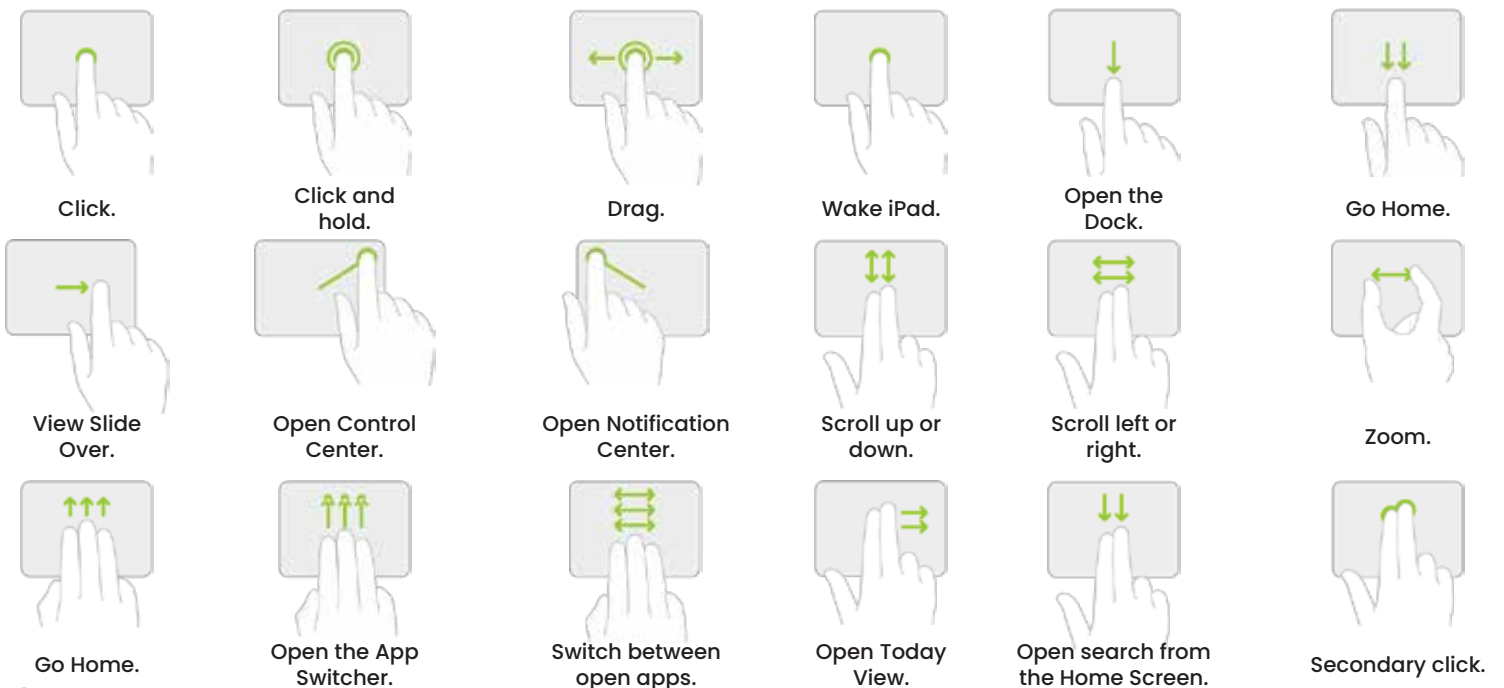 Click.
Click and
hold.
Drag.
Wake iPad.
Open the
Dock.
Go Home.
View Slide
Over.
Open Control
Center.
Open Notification
Center.
Scroll up or
down.
Scroll left or
right.
Zoom.
Go Home.
Open the App
Switcher.
Switch between
open apps.
Open Today
View.
Open search from
the Home Screen.
Secondary click.